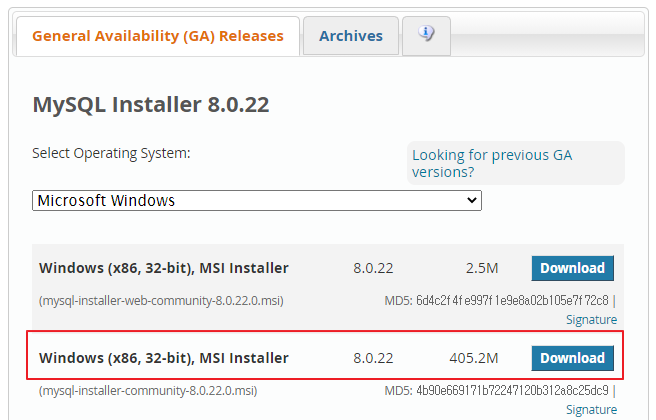 General Availability (GA) Releases Archives
MySQL Installer 8.0.22
Select Operating System:
Looking for previous GA
versions?
Microsoft Windows
Windows (x86, 32-bit), MSI Installer 8.0.22 2.5M Download
(mysql-installer-web-community-8.0.22.0.msi) MD5: 6d4c2f4fe997f1e9e8a02b105e7f72c8 |
Signature
Windows (x86, 32-bit), MSI Installer 8.0.22 405.2M Download
(mysql-installer-community-8.0.22.0.msi) MD5: 4b90e669171b72247120b312a8c25dc9 |
Signature